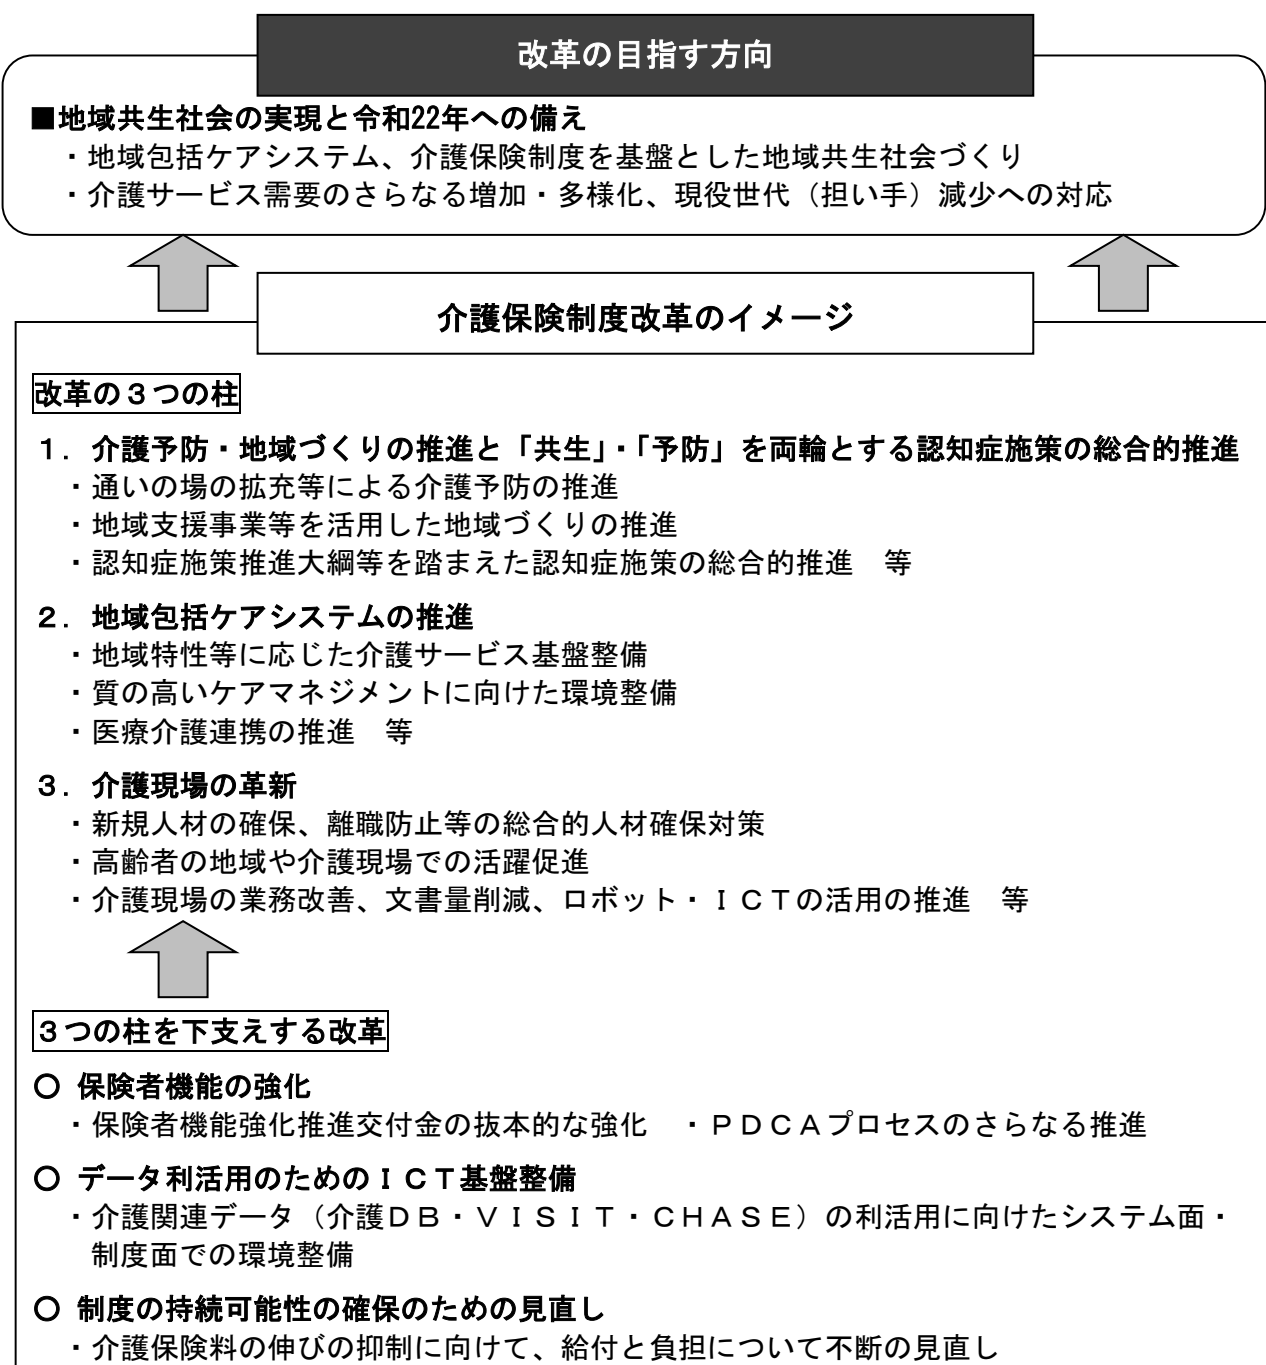 改革の目指す方向
■地域共生社会の実現と令和22年への備え
・地域包括ケアシステム、介護保険制度を基盤とした地域共生社会づくり
・介護サービス需要のさらなる増加・多様化、現役世代（担い手）減少への対応
介護保険制度改革のイメージ
改革の３つの柱
１．介護予防・地域づくりの推進と「共生」・「予防」を両輪とする認知症施策の総合的推進
・通いの場の拡充等による介護予防の推進
・地域支援事業等を活用した地域づくりの推進
・認知症施策推進大綱等を踏まえた認知症施策の総合的推進　等
２．地域包括ケアシステムの推進
・地域特性等に応じた介護サービス基盤整備
・質の高いケアマネジメントに向けた環境整備
・医療介護連携の推進　等
３．介護現場の革新
・新規人材の確保、離職防止等の総合的人材確保対策
・高齢者の地域や介護現場での活躍促進
・介護現場の業務改善、文書量削減、ロボット・ＩＣＴの活用の推進　等
３つの柱を下支えする改革
○ 保険者機能の強化
・保険者機能強化推進交付金の抜本的な強化　・ＰＤＣＡプロセスのさらなる推進
○ データ利活用のためのＩＣＴ基盤整備
・介護関連データ（介護ＤＢ・ＶＩＳＩＴ・ＣＨＡＳＥ）の利活用に向けたシステム面・
制度面での環境整備
○ 制度の持続可能性の確保のための見直し
・介護保険料の伸びの抑制に向けて、給付と負担について不断の見直し